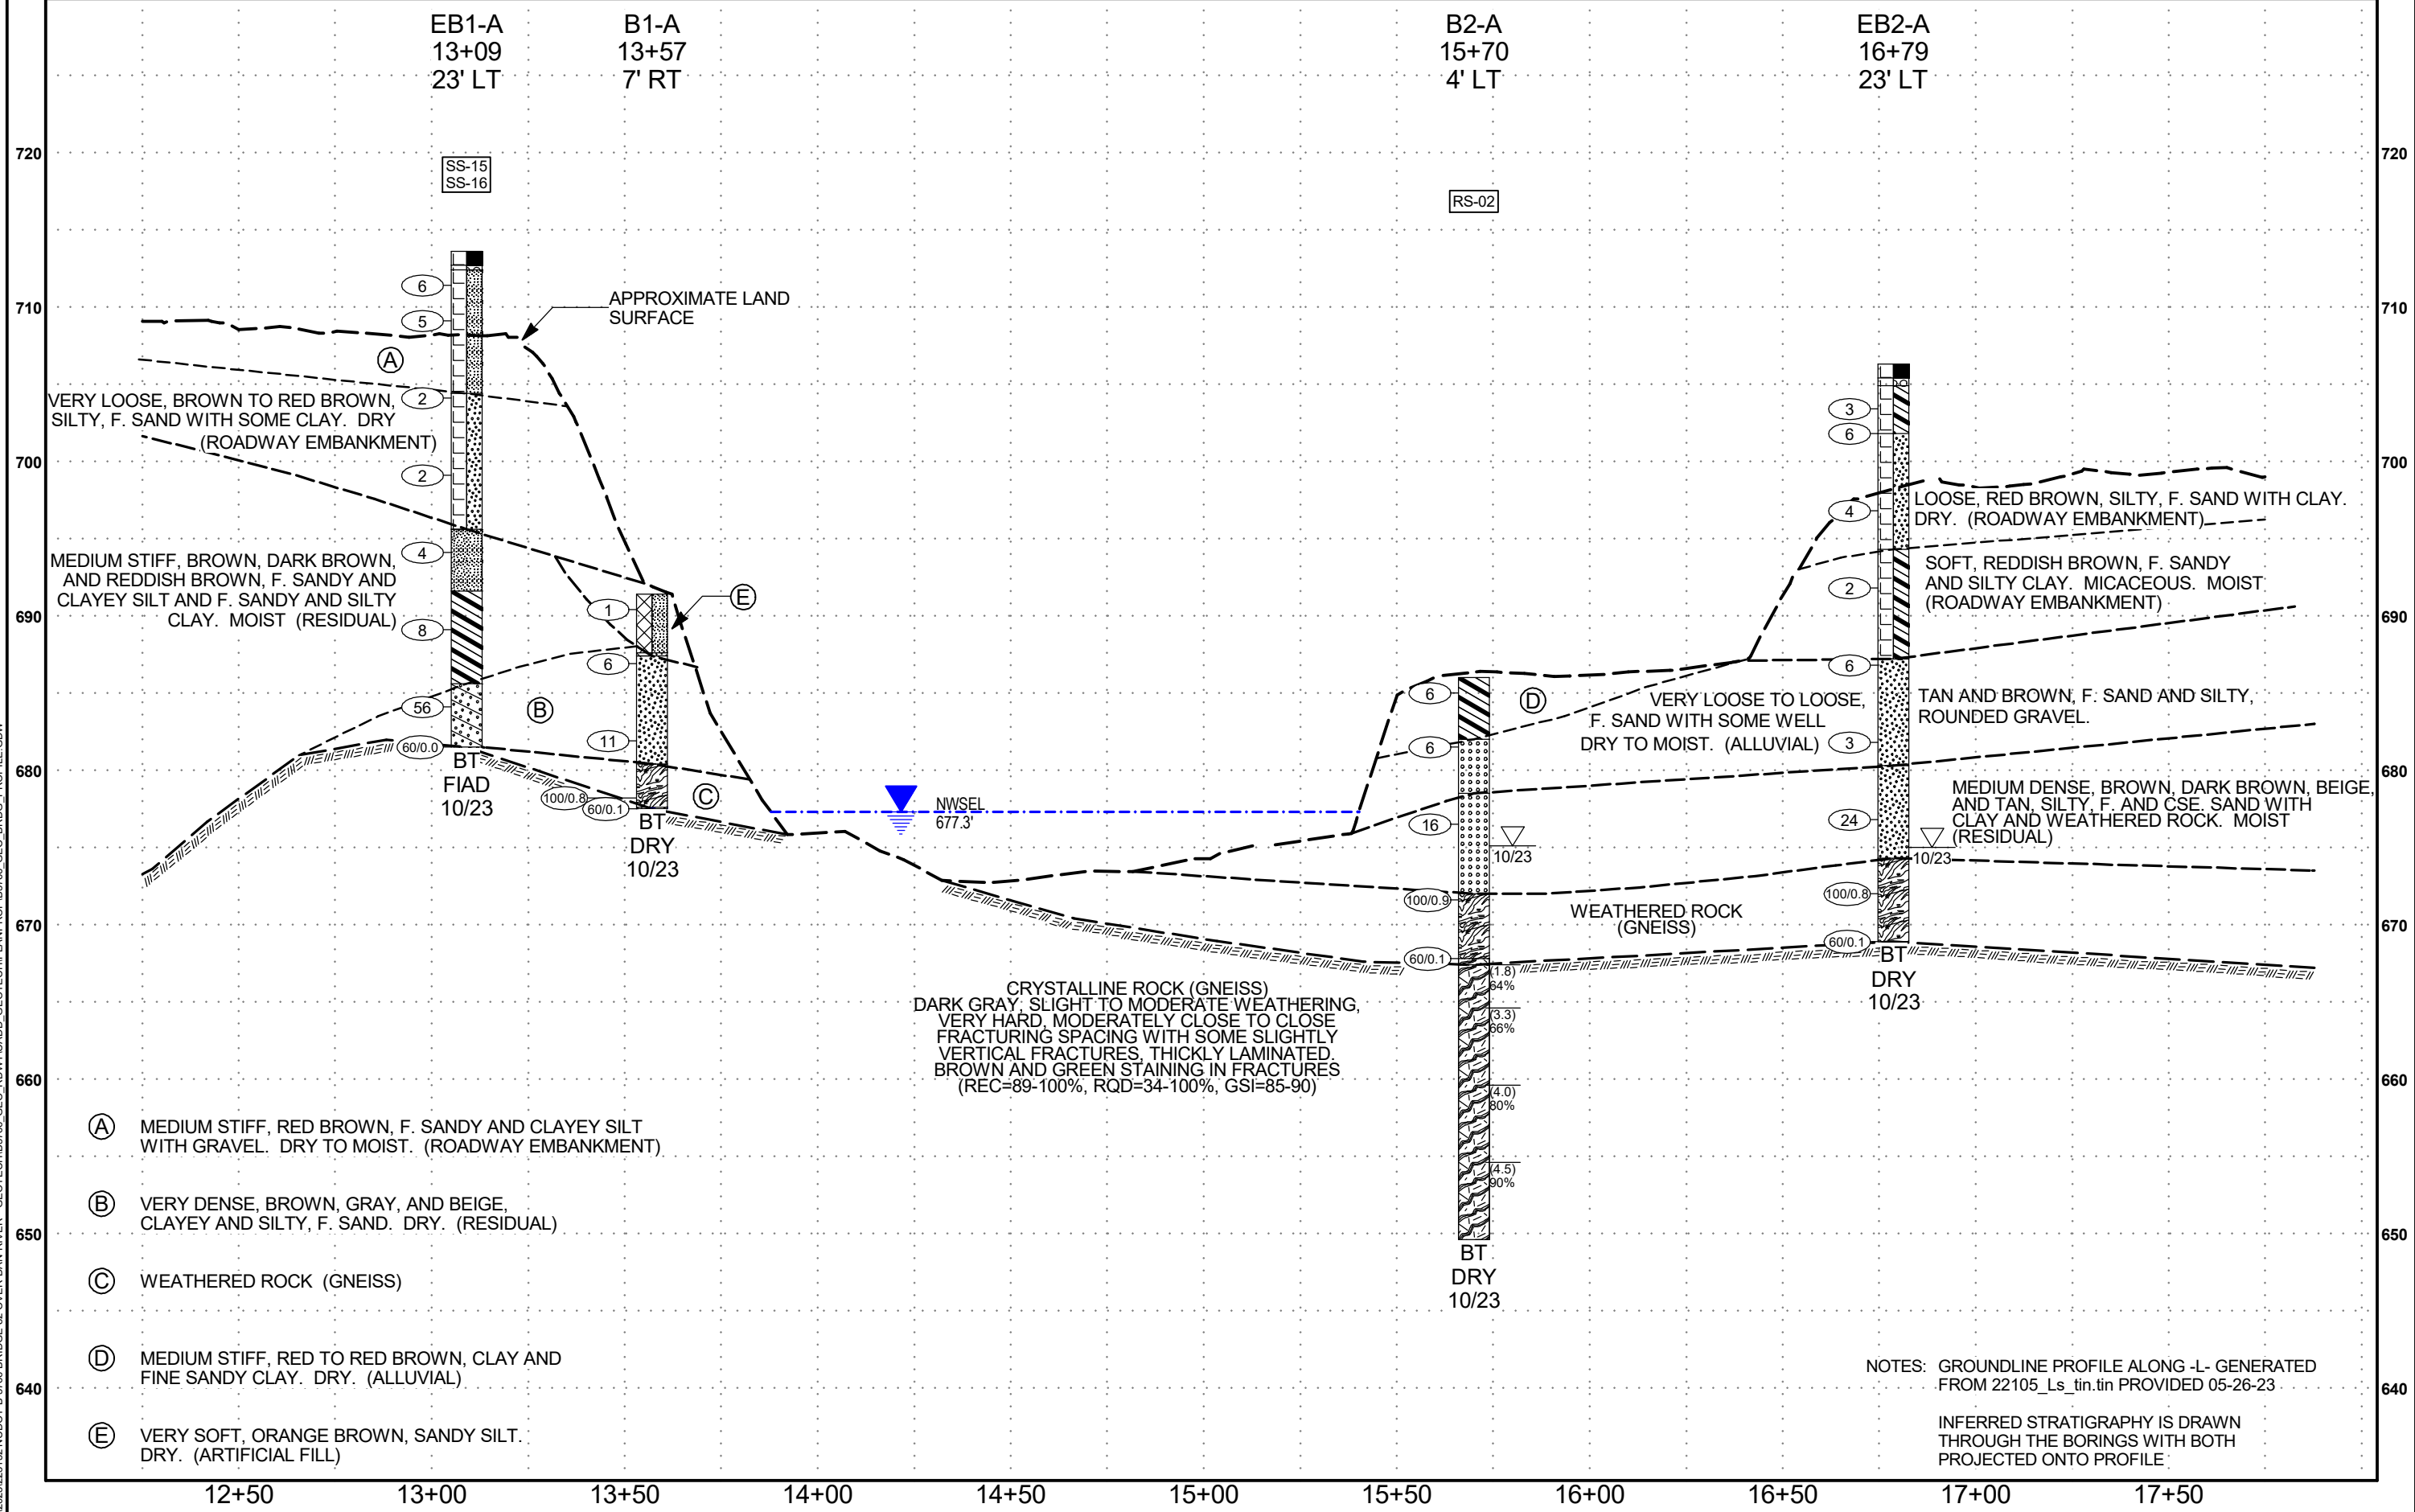 EB1-A
13+09
23' LT
B1-A
13+57
7' RT
B2-A
15+70
4' LT
EB2-A
16+79
23' LT
720
720
SS-15
SS-16
RS-02
6
710
APPROXIMATE LAND
SURFACE
710
5
A
VERY LOOSE, BROWN TO RED BROWN,
SILTY, F. SAND WITH SOME CLAY. DRY
(ROADWAY EMBANKMENT)
2
3
6
700
700
2
LOOSE, RED BROWN, SILTY, F. SAND WITH CLAY.
DRY. (ROADWAY EMBANKMENT)
4
MEDIUM STIFF, BROWN, DARK BROWN,
AND REDDISH BROWN, F. SANDY AND
CLAYEY SILT AND F. SANDY AND SILTY
CLAY. MOIST (RESIDUAL)
4
SOFT, REDDISH BROWN, F. SANDY
AND SILTY CLAY. MICACEOUS. MOIST
(ROADWAY EMBANKMENT)
2
E
1
690
690
8
6
6
6
D
VERY LOOSE TO LOOSE,
F. SAND WITH SOME WELL
DRY TO MOIST. (ALLUVIAL)
TAN AND BROWN, F. SAND AND SILTY,
ROUNDED GRAVEL.
56
B
11
6
3
60/0.0
680
680
BT
FIAD
10/23
100/0.8
60/0.1
C
NWSEL
677.3'
MEDIUM DENSE, BROWN, DARK BROWN, BEIGE,
AND TAN, SILTY, F. AND CSE. SAND WITH
CLAY AND WEATHERED ROCK. MOIST
(RESIDUAL)
BT
DRY
10/23
16
10/23
24
10/23
100/0.9
100/0.8
670
670
WEATHERED ROCK
(GNEISS)
60/0.1
60/0.1
BT
DRY
10/23
(1.8)
64%
(3.3)
66%
(4.0)
80%
(4.5)
90%
CRYSTALLINE ROCK (GNEISS)
DARK GRAY, SLIGHT TO MODERATE WEATHERING,
VERY HARD, MODERATELY CLOSE TO CLOSE
FRACTURING SPACING WITH SOME SLIGHTLY
VERTICAL FRACTURES, THICKLY LAMINATED.
BROWN AND GREEN STAINING IN FRACTURES
(REC=89-100%, RQD=34-100%, GSI=85-90)
660
660
BT
DRY
10/23
A
MEDIUM STIFF, RED BROWN, F. SANDY AND CLAYEY SILT
WITH GRAVEL. DRY TO MOIST. (ROADWAY EMBANKMENT)
B
VERY DENSE, BROWN, GRAY, AND BEIGE,
CLAYEY AND SILTY, F. SAND. DRY. (RESIDUAL)
650
650
C
WEATHERED ROCK (GNEISS)
D
MEDIUM STIFF, RED TO RED BROWN, CLAY AND
FINE SANDY CLAY. DRY. (ALLUVIAL)
640
640
E
VERY SOFT, ORANGE BROWN, SANDY SILT.
DRY. (ARTIFICIAL FILL)
NOTES: GROUNDLINE PROFILE ALONG -L- GENERATED
FROM 22105_Ls_tin.tin PROVIDED 05-26-23
INFERRED STRATIGRAPHY IS DRAWN
THROUGH THE BORINGS WITH BOTH
PROJECTED ONTO PROFILE
12+50
13+00
13+50
14+00
14+50
15+00
15+50
16+00
16+50
17+00
17+50